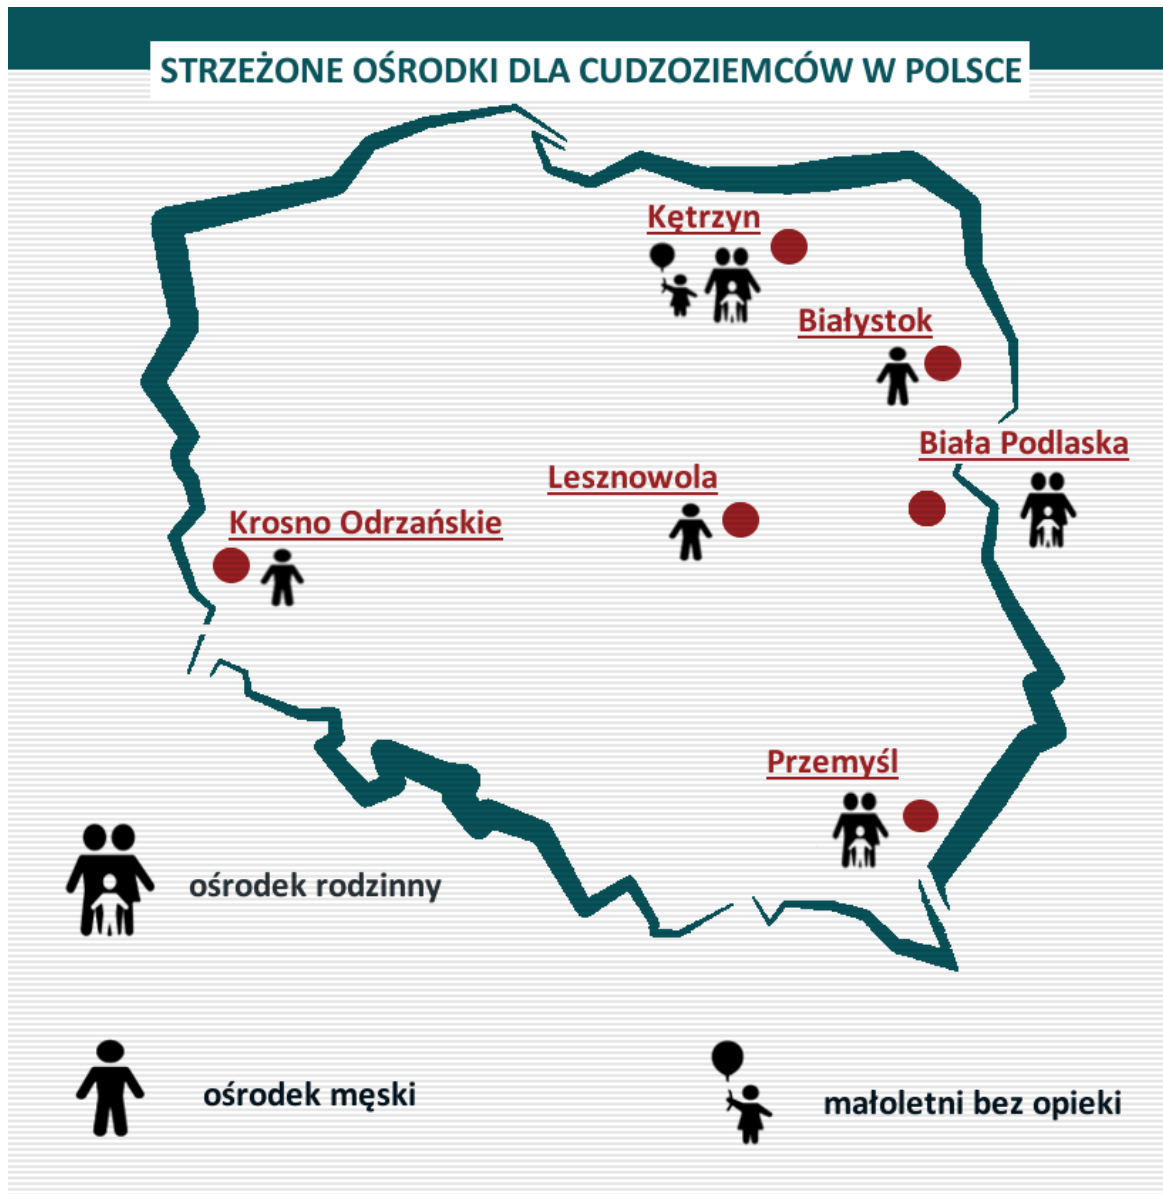 STRZEŻONE OŚRODKI DLA CUDZOZIEMCÓW W POLSCE
Kętrzyn
Białystok
Biała Podlaska
Lesznowola
Krosno Odrzańskie
Przemyśl
ośrodek rodzinny
ośrodek męski
małoletni bez opieki